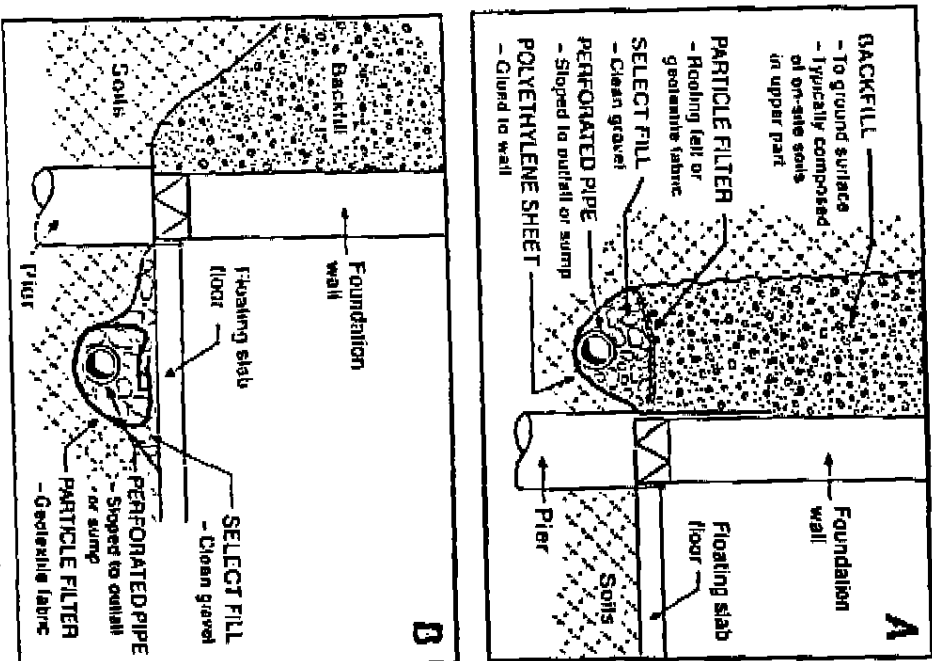 A
BACKFILL
- To ground surface
- Typically composed
of on-site soils
in upper part
PARTICLE FILTER
- Roofing felt or
geotextile fabric
SELECT FILL
- Clean gravel
PERFORATED PIPE
- Sloped to outfall or sump
POLYETHYLENE SHEET
- Glued to wall
Foundation
wall
Floating slab
floor
Soils
Pier
B
Backfill
Soils
Foundation
wall
Floating slab
floor
Pier
SELECT FILL
- Clean gravel
PERFORATED PIPE
- Sloped to outfall
or sump
PARTICLE FILTER
- Geotextile fabric